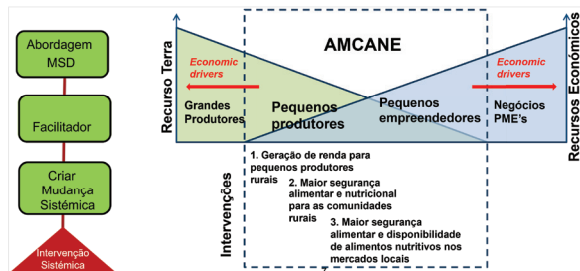 Abordagem
MSD
Facilitador
Criar
Mudança
Sistémica
Intervenção
Sistémica
Recurso Terra
AMCANE
Economic
drivers
Economic
drivers
Grandes
Produtores
Pequenos
produtores
Pequenos
empreendedores
Negócios
PME's
Recursos Económicos
Intervenções
1. Geração de renda para
pequenos produtores
rurais
2. Maior segurança
alimentar e nutricional
para as comunidades
rurais
3. Maior segurança
alimentar e disponibilidade
de alimentos nutritivos nos
mercados locais